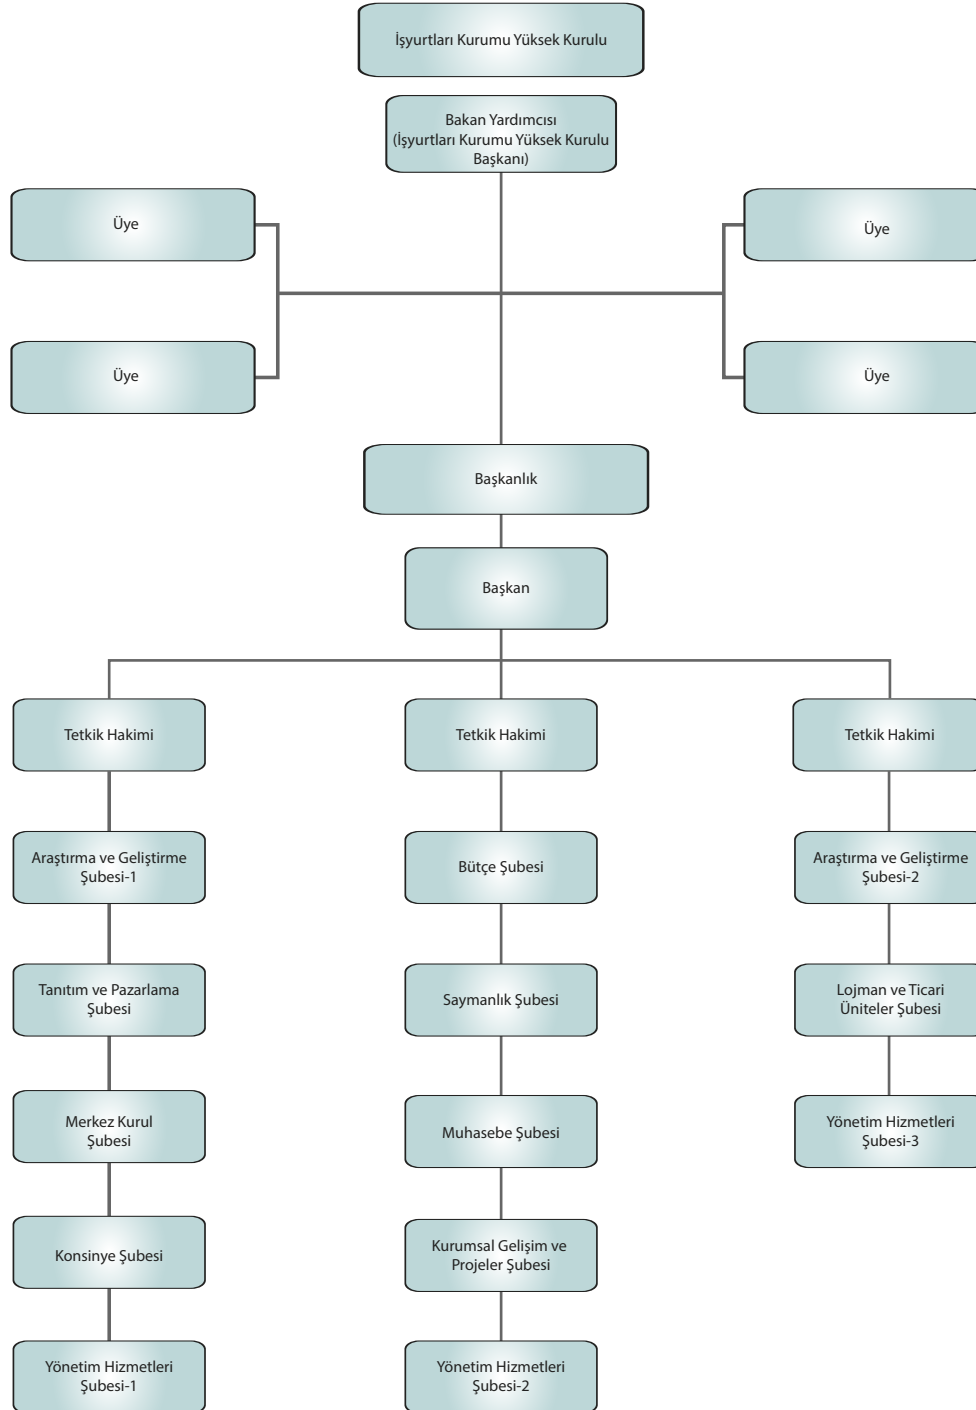 İşyurtları Kurumu Yüksek Kurulu
Bakan Yardımcısı
(İşyurtları Kurumu Yüksek Kurulu
Başkanı)
Üye
Üye
Üye
Üye
Başkanlık
Başkan
Tetkik Hakimi
Tetkik Hakimi
Tetkik Hakimi
Araştırma ve Geliştirme
Şubesi-1
Bütçe Şubesi
Araştırma ve Geliştirme
Şubesi-2
Tanıtım ve Pazarlama
Şubesi
Saymanlık Şubesi
Lojman ve Ticari
Üniteler Şubesi
Merkez Kurul
Şubesi
Muhasebe Şubesi
Yönetim Hizmetleri
Şubesi-3
Konsinye Şubesi
Kurumsal Gelişim ve
Projeler Şubesi
Yönetim Hizmetleri
Şubesi-1
Yönetim Hizmetleri
Şubesi-2